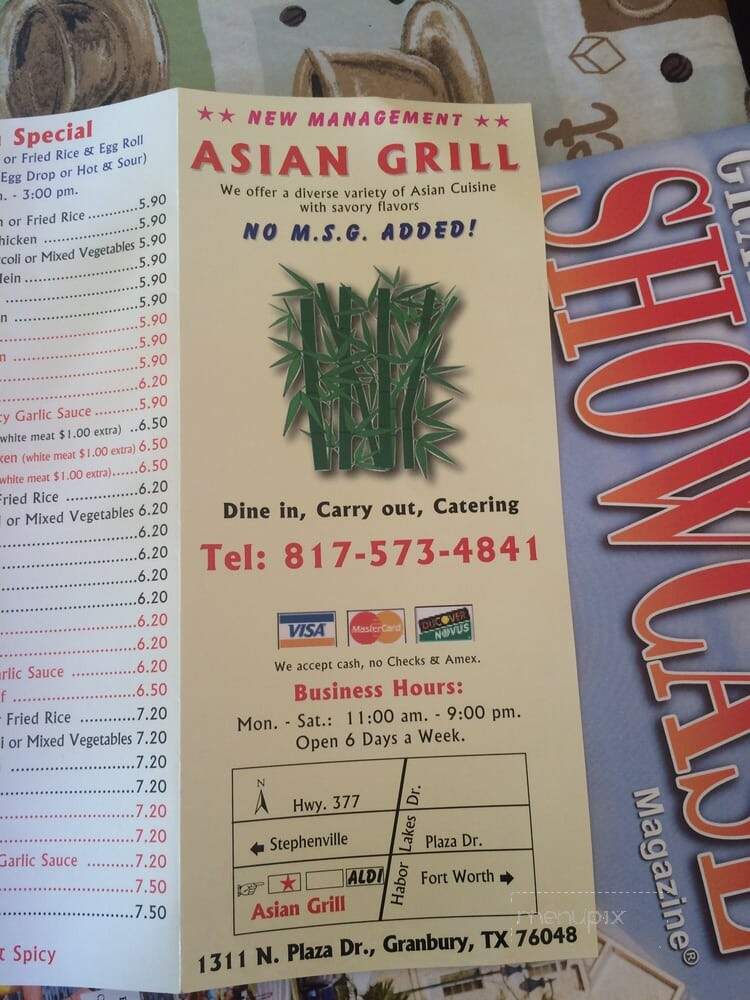 Special
or Fried Rice & Egg Roll
Egg Drop or Hot & Sour)
. - 3:00 pm.
or Fried Rice ............5.90
hicken ....................5.90
coli or Mixed Vegetables 5.90
ein .......................5.90
.......................5.90
n .......................5.90
.......................5.90
n .......................5.90
.......................5.90
.......................6.20
cy Garlic Sauce ..........5.90
white meat $1.00 extra) ..6.50
ken (white meat $1.00 extra) 6.50
white meat $1.00 extra)......6.50
Fried Rice .................6.20
i or Mixed Vegetables 6.20
.......................6.20
.......................6.20
.......................6.20
.......................6.20
.......................6.20
.......................6.20
arlic Sauce ..............6.20
f .......................6.50
Fried Rice ..............7.20
i or Mixed Vegetables 7.20
.......................7.20
.......................7.20
.......................7.20
.......................7.20
Garlic Sauce .............7.20
.......................7.50
.......................7.50
Spicy
★★ NEW MANAGEMENT ★★
ASIAN GRILL
We offer a diverse variety of Asian Cuisine
with savory flavors
NO M.S.G. ADDED!
Dine in, Carry out, Catering
Tel: 817-573-4841
VISA MasterCard DISCOVER NOVUS
We accept cash, no Checks & Amex.
Business Hours:
Mon. - Sat.: 11:00 am. - 9:00 pm.
Open 6 Days a Week.
N
Hwy. 377
Habor Lakes Dr.
Stephenville
Plaza Dr.
ALDI
Fort Worth
Asian Grill
1311 N. Plaza Dr., Granbury, TX 76048
SHOWCASE
Magazine®
menupix